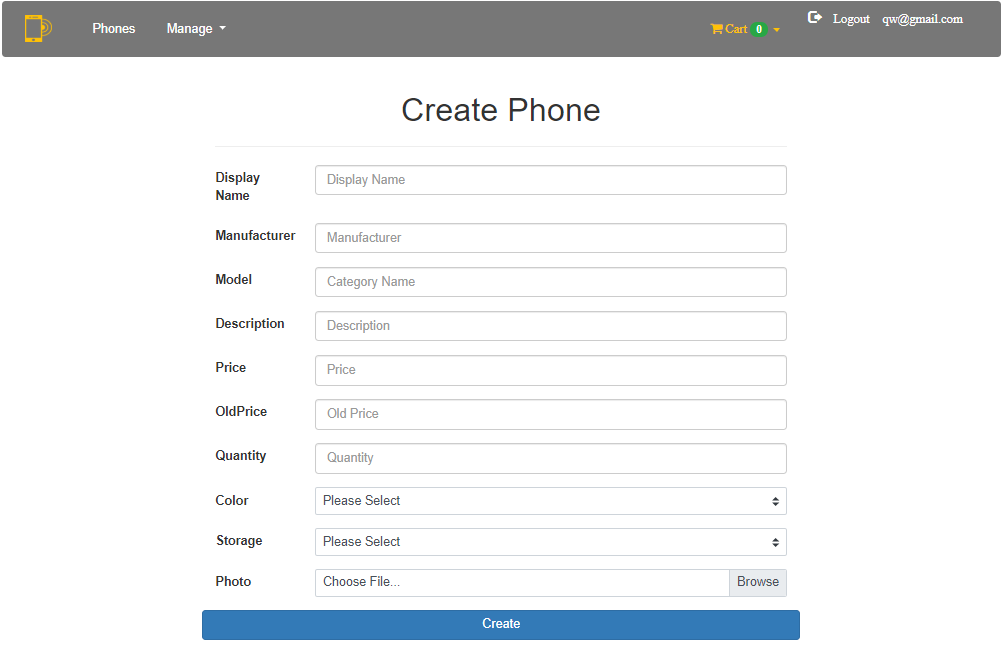 Phones Manage Cart 0 Logout qw@gmail.com
Create Phone
Display
Name
Display Name
Manufacturer Manufacturer
Model Category Name
Description Description
Price Price
OldPrice Old Price
Quantity Quantity
Color Please Select
Storage Please Select
Photo Choose File... Browse
Create